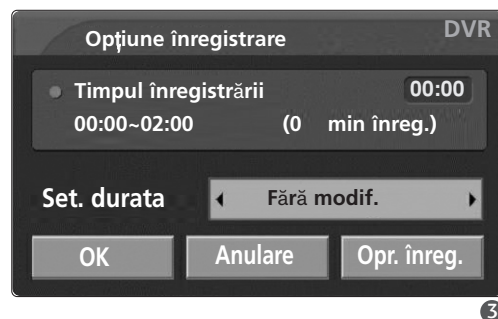 Opţiune înregistrare DVR
Timpul înregistrării 00:00
00:00~02:00 (0 min înreg.)
Set. durata Fără modif.
OK Anulare Opr. înreg.
3